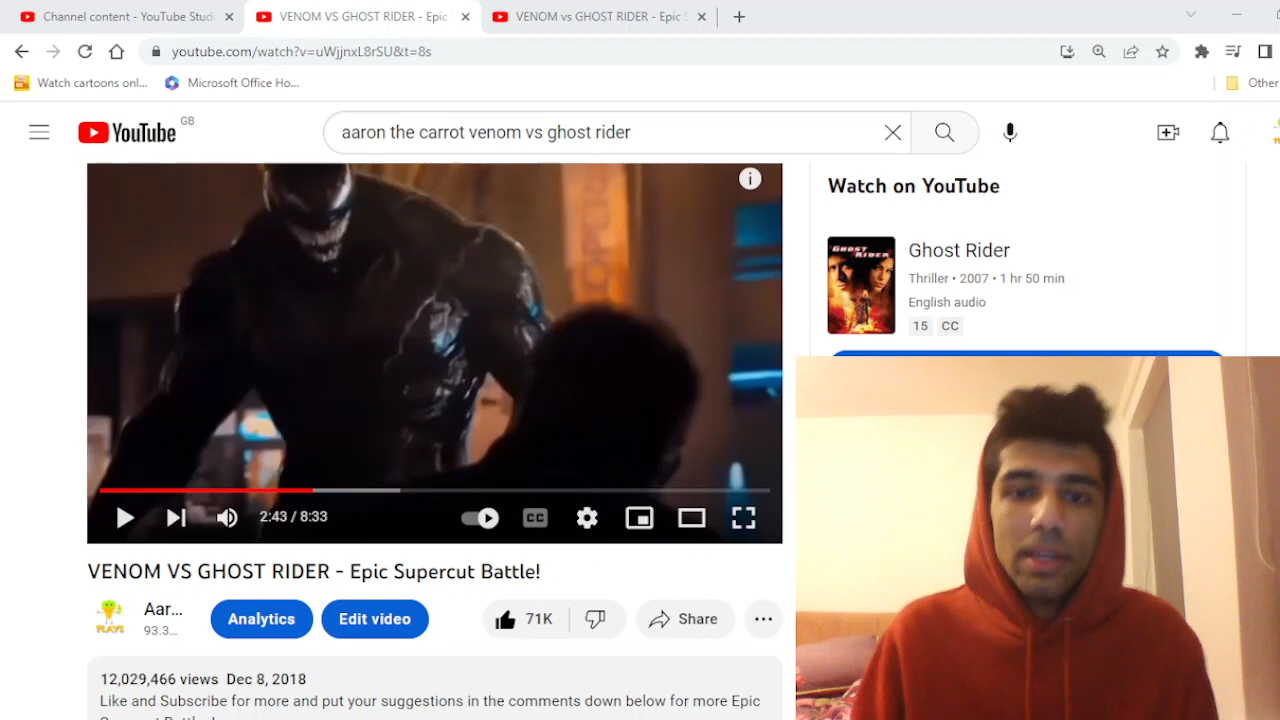 Channel content - YouTube Stud
VENOM VS GHOST RIDER - Epic
VENOM vs GHOST RIDER - Epic S
youtube.com/watch?v=uWjjnxL8rSU&t=8s
Watch cartoons onl...
Microsoft Office Ho...
Other
YouTube GB
aaron the carrot venom vs ghost rider
Watch on YouTube
GHOST RIDER
Ghost Rider
Thriller • 2007 • 1 hr 50 min
English audio
15 CC
2:43 / 8:33
CC
VENOM VS GHOST RIDER - Epic Supercut Battle!
PLAYS
Aar...
93.3...
Analytics
Edit video
71K
Share
12,029,466 views Dec 8, 2018
Like and Subscribe for more and put your suggestions in the comments down below for more Epic